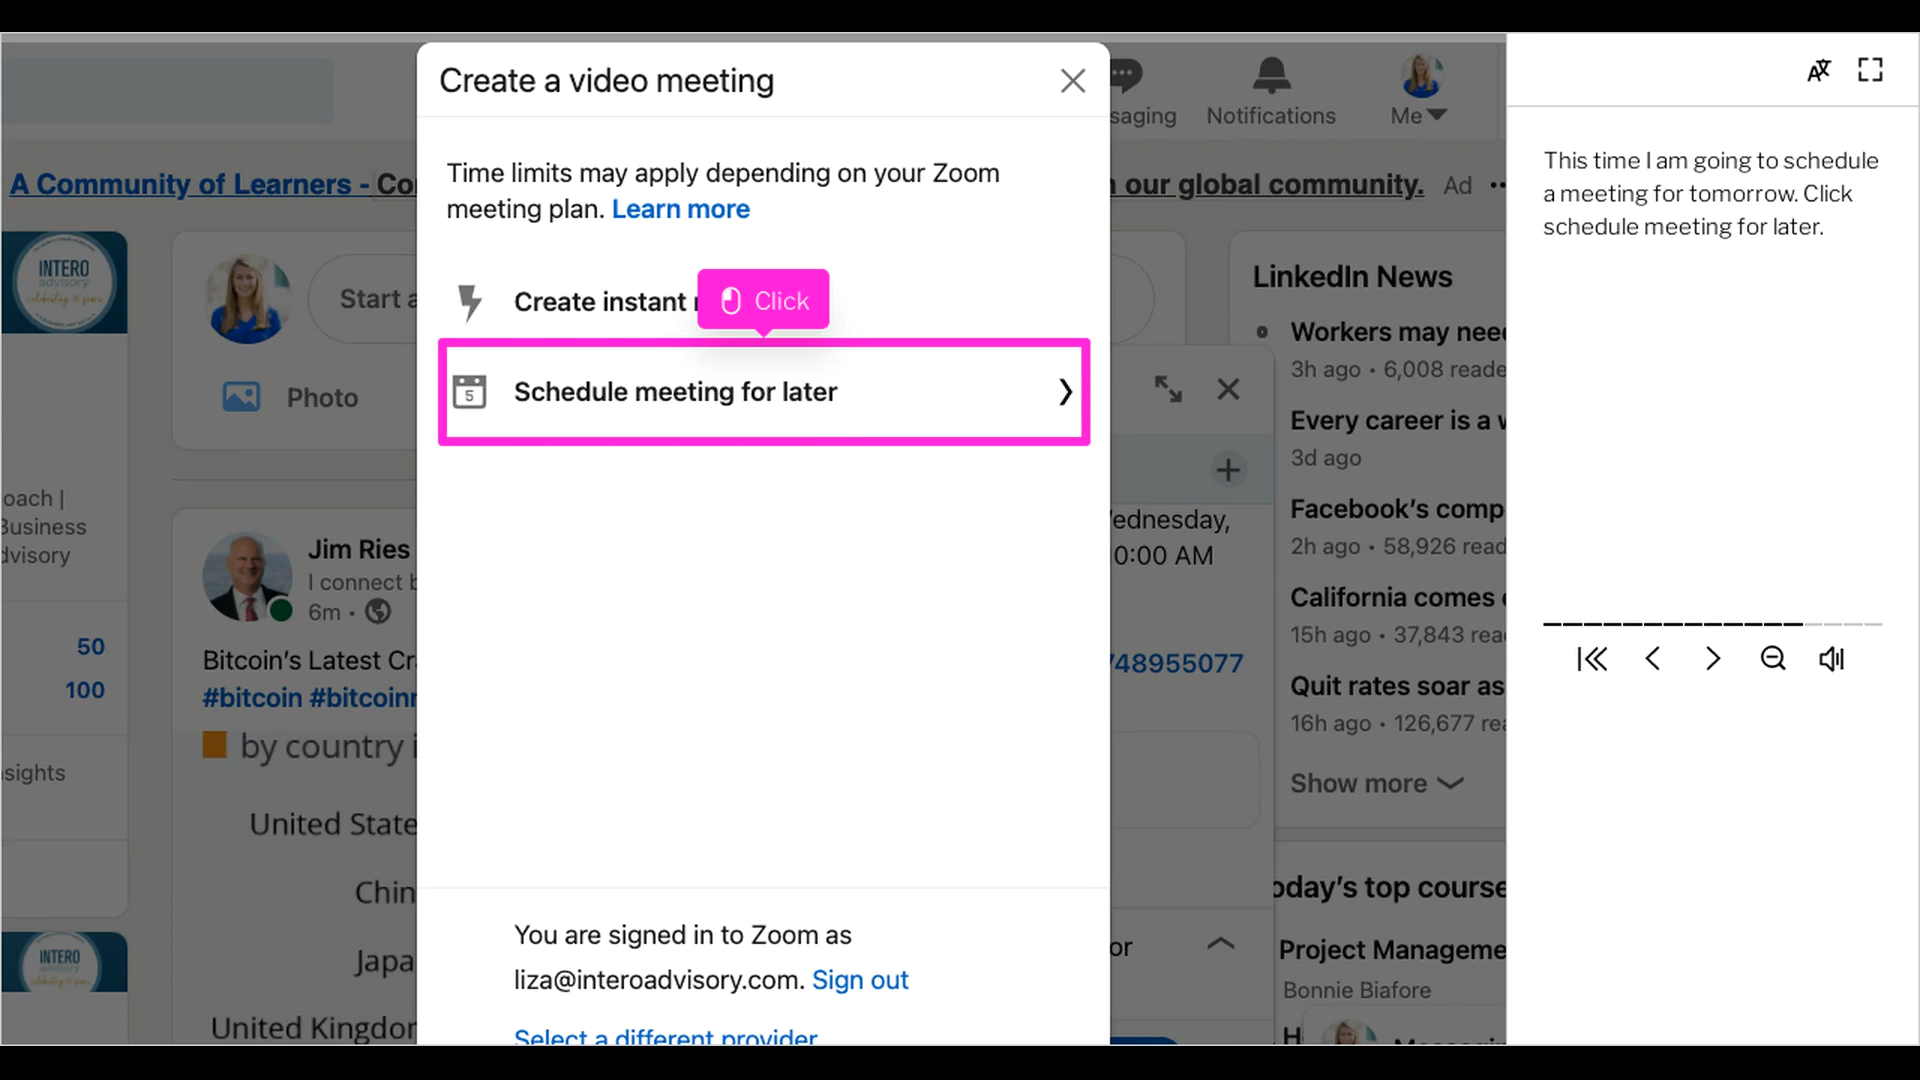 Create a video meeting
saging
Notifications
Me
A Community of Learners -
our global community.
Ad
Time limits may apply depending on your Zoom
meeting plan. Learn more
Create instant
Click
Schedule meeting for later
5
INTERO
advisory
Start a
Photo
oach |
Business
dvisory
50
100
sights
INTERO
Jim Ries
I connect
6m •
Bitcoin’s Latest
#bitcoin
by country
United State
Chin
Japa
United Kingdo
ednesday,
0:00 AM
748955077
or
LinkedIn News
Workers may need
3h ago • 6,008 reade
Every career is a
3d ago
Facebook’s comp
2h ago • 58,926 read
California comes
15h ago • 37,843 rea
Quit rates soar as
16h ago • 126,677 rea
Show more
oday’s top course
Project Manageme
Bonnie Biafore
You are signed in to Zoom as
liza@interoadvisory.com. Sign out
Select a different provider
This time I am going to schedule
a meeting for tomorrow. Click
schedule meeting for later.